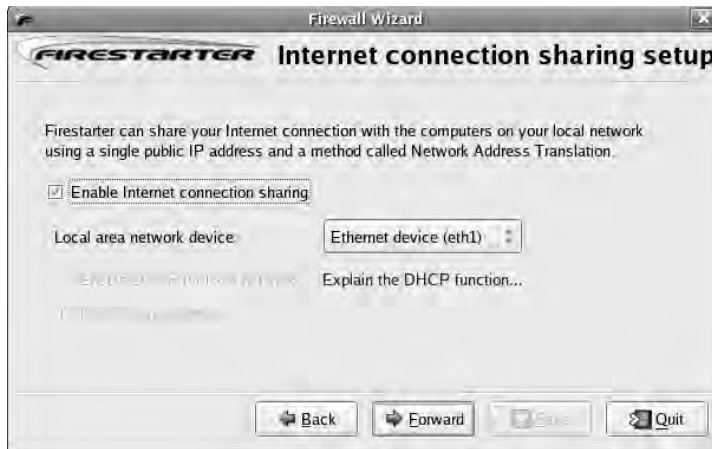 Firewall Wizard
FIRESTARTER Internet connection sharing setup
Firestarter can share your Internet connection with the computers on your local network
using a single public IP address and a method called Network Address Translation.
Enable Internet connection sharing
Local area network device
Ethernet device (eth1)
Explain the DHCP function...
Back
Forward
Save
Quit